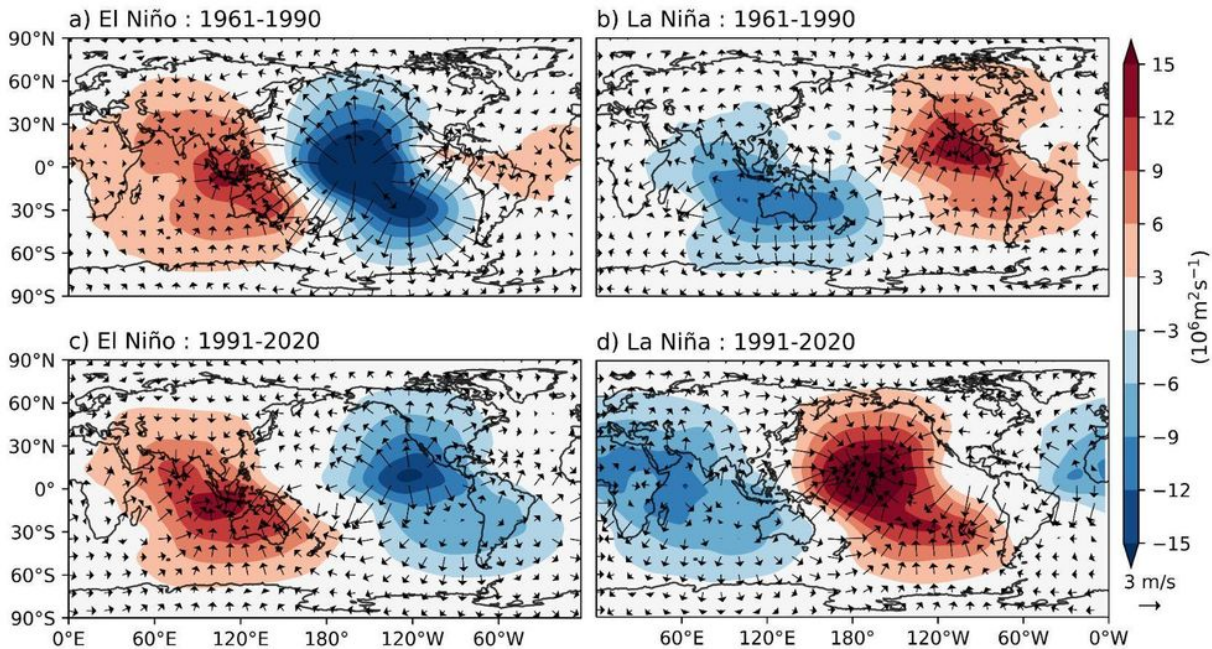 a) El Niño : 1961-1990
b) La Niña : 1961-1990
90°N
60°N
30°N
0°
30°S
60°S
90°S
15
12
9
6
3
−3
−6
−9
−12
−15
(10⁶m²s⁻¹)
3 m/s
c) El Niño : 1991-2020
d) La Niña : 1991-2020
90°N
60°N
30°N
0°
30°S
60°S
90°S
0°E 60°E 120°E 180° 120°W 60°W
60°E 120°E 180° 120°W 60°W 0°W